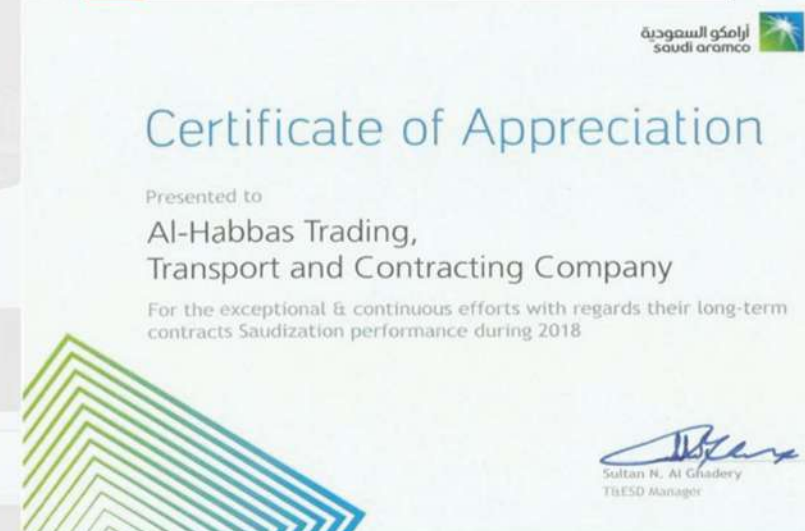 أرامكو السعودية
saudi aramco
Certificate of Appreciation
Presented to
Al-Habbas Trading,
Transport and Contracting Company
For the exceptional & continuous efforts with regards their long-term
contracts Saudization performance during 2018
Sultan N. Al Ghadery
T&ESD Manager